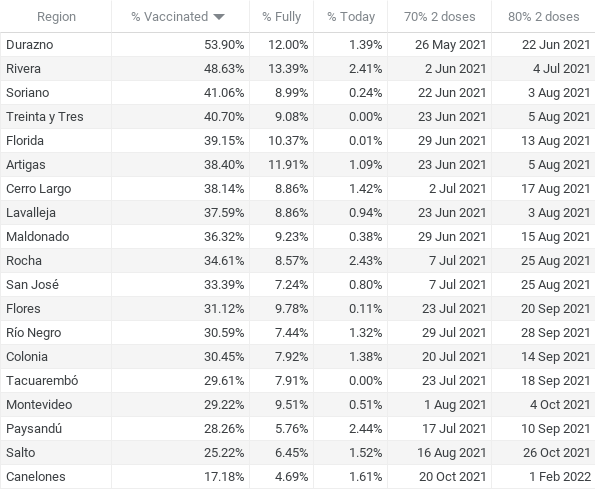 Region % Vaccinated % Fully % Today 70% 2 doses 80% 2 doses
Durazno 53.90% 12.00% 1.39% 26 May 2021 22 Jun 2021
Rivera 48.63% 13.39% 2.41% 2 Jun 2021 4 Jul 2021
Soriano 41.06% 8.99% 0.24% 22 Jun 2021 3 Aug 2021
Treinta y Tres 40.70% 9.08% 0.00% 23 Jun 2021 5 Aug 2021
Florida 39.15% 10.37% 0.01% 29 Jun 2021 13 Aug 2021
Artigas 38.40% 11.91% 1.09% 23 Jun 2021 5 Aug 2021
Cerro Largo 38.14% 8.86% 1.42% 2 Jul 2021 17 Aug 2021
Lavalleja 37.59% 8.86% 0.94% 23 Jun 2021 3 Aug 2021
Maldonado 36.32% 9.23% 0.38% 29 Jun 2021 15 Aug 2021
Rocha 34.61% 8.57% 2.43% 7 Jul 2021 25 Aug 2021
San José 33.39% 7.24% 0.80% 7 Jul 2021 25 Aug 2021
Flores 31.12% 9.78% 0.11% 23 Jul 2021 20 Sep 2021
Río Negro 30.59% 7.44% 1.32% 29 Jul 2021 28 Sep 2021
Colonia 30.45% 7.92% 1.38% 20 Jul 2021 14 Sep 2021
Tacuarembó 29.61% 7.91% 0.00% 23 Jul 2021 18 Sep 2021
Montevideo 29.22% 9.51% 0.51% 1 Aug 2021 4 Oct 2021
Paysandú 28.26% 5.76% 2.44% 17 Jul 2021 10 Sep 2021
Salto 25.22% 6.45% 1.52% 16 Aug 2021 26 Oct 2021
Canelones 17.18% 4.69% 1.61% 20 Oct 2021 1 Feb 2022